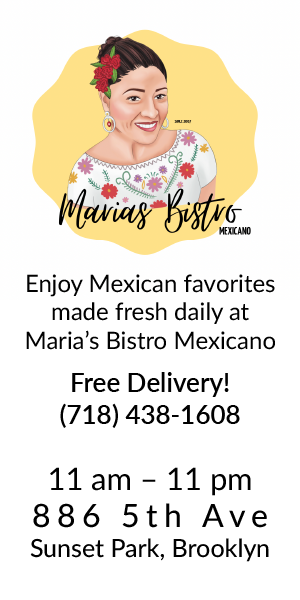 SINCE 2007
Marias Bistro
MEXICANO
Enjoy Mexican favorites
made fresh daily at
Maria’s Bistro Mexicano
Free Delivery!
(718) 438-1608
11 am – 11 pm
886 5th Ave
Sunset Park, Brooklyn